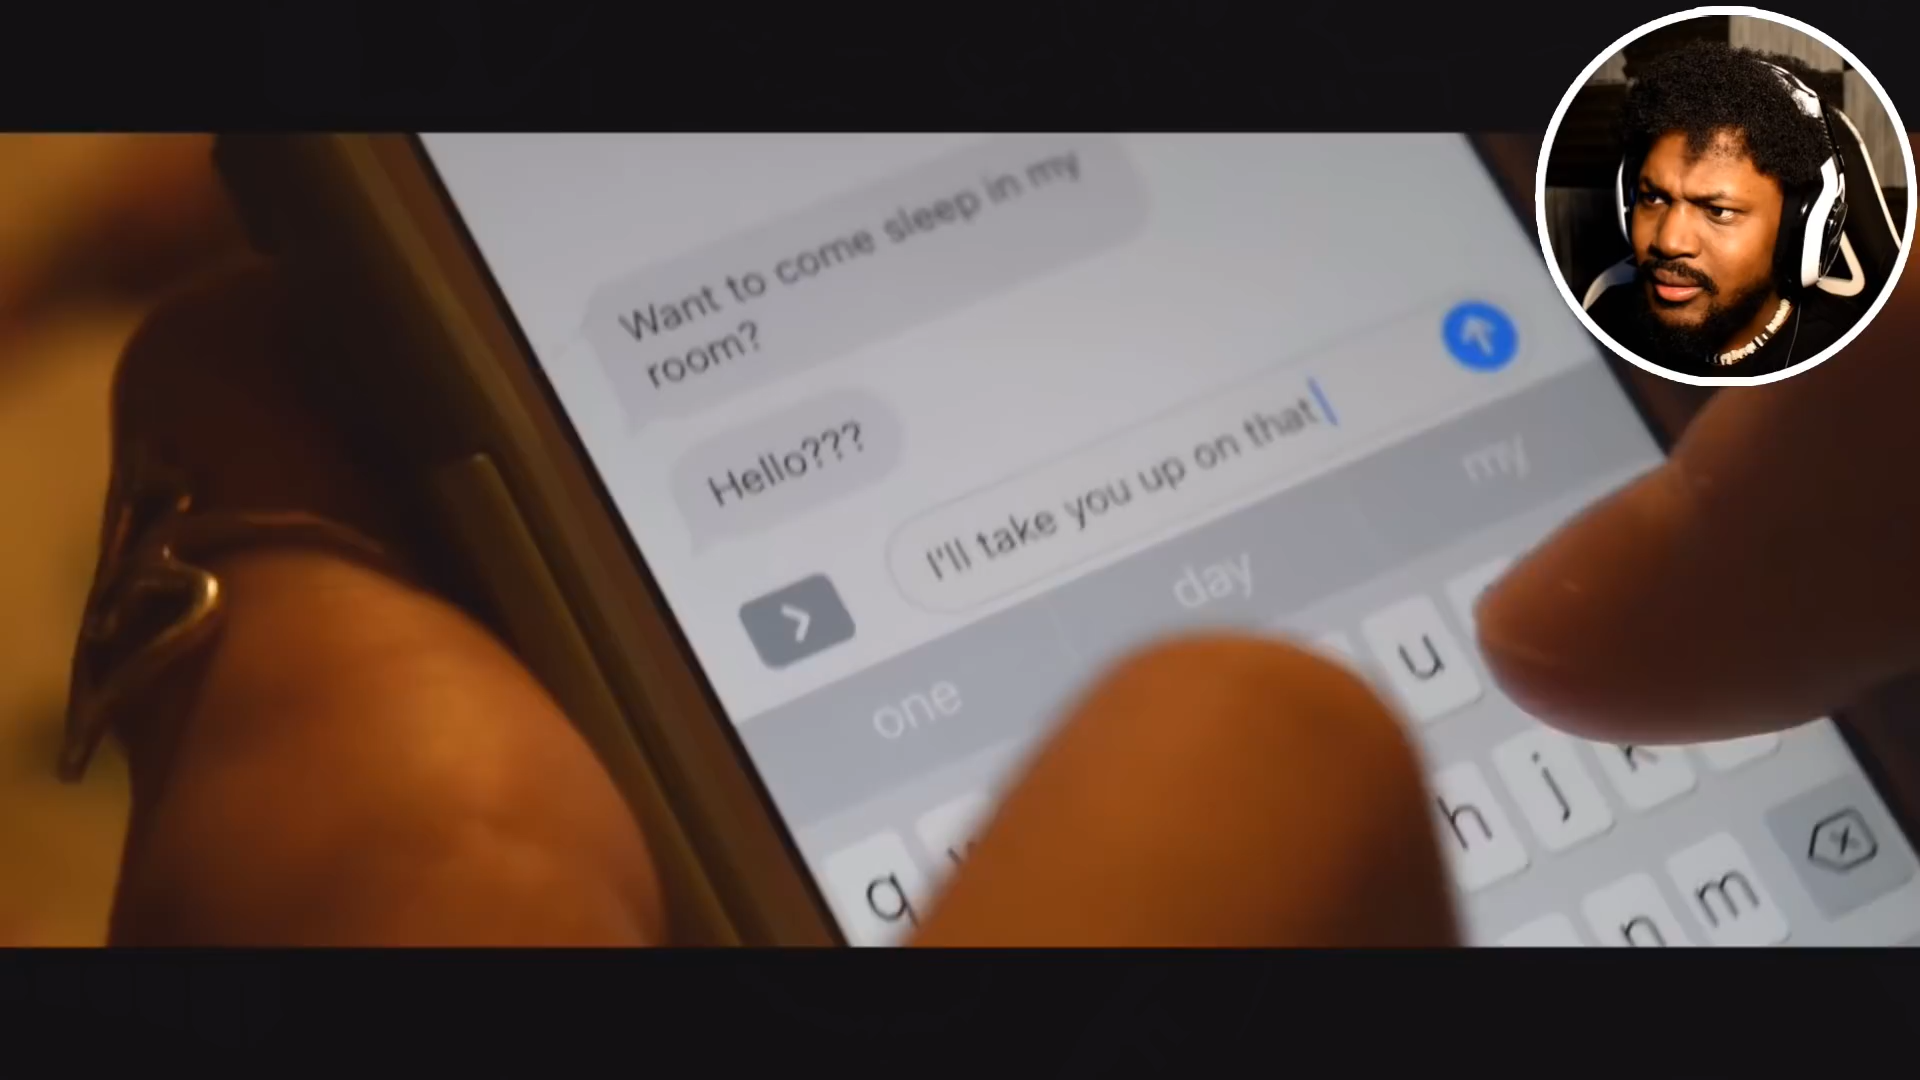 Want to come sleep in my
room?
Hello???
I'll take you up on that
one day my
u
h j k
q
n m